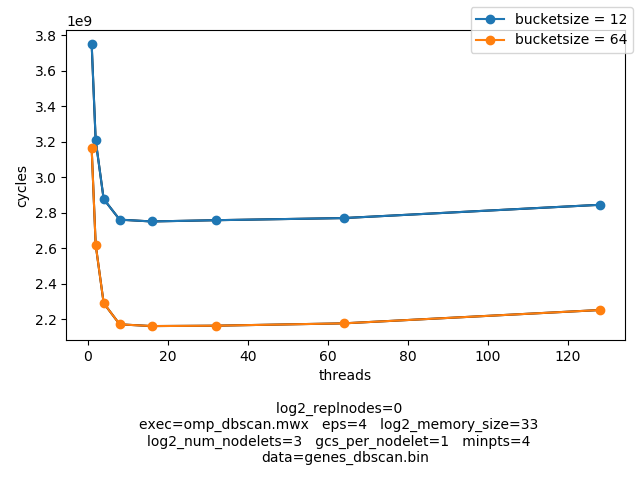 1e9
bucketsize = 12
bucketsize = 64
3.8
3.6
3.4
3.2
3.0
2.8
2.6
2.4
2.2
cycles
0 20 40 60 80 100 120
threads
log2_replnodes=0
exec=omp_dbscan.mwx eps=4 log2_memory_size=33
log2_num_nodelets=3 gcs_per_nodelet=1 minpts=4
data=genes_dbscan.bin